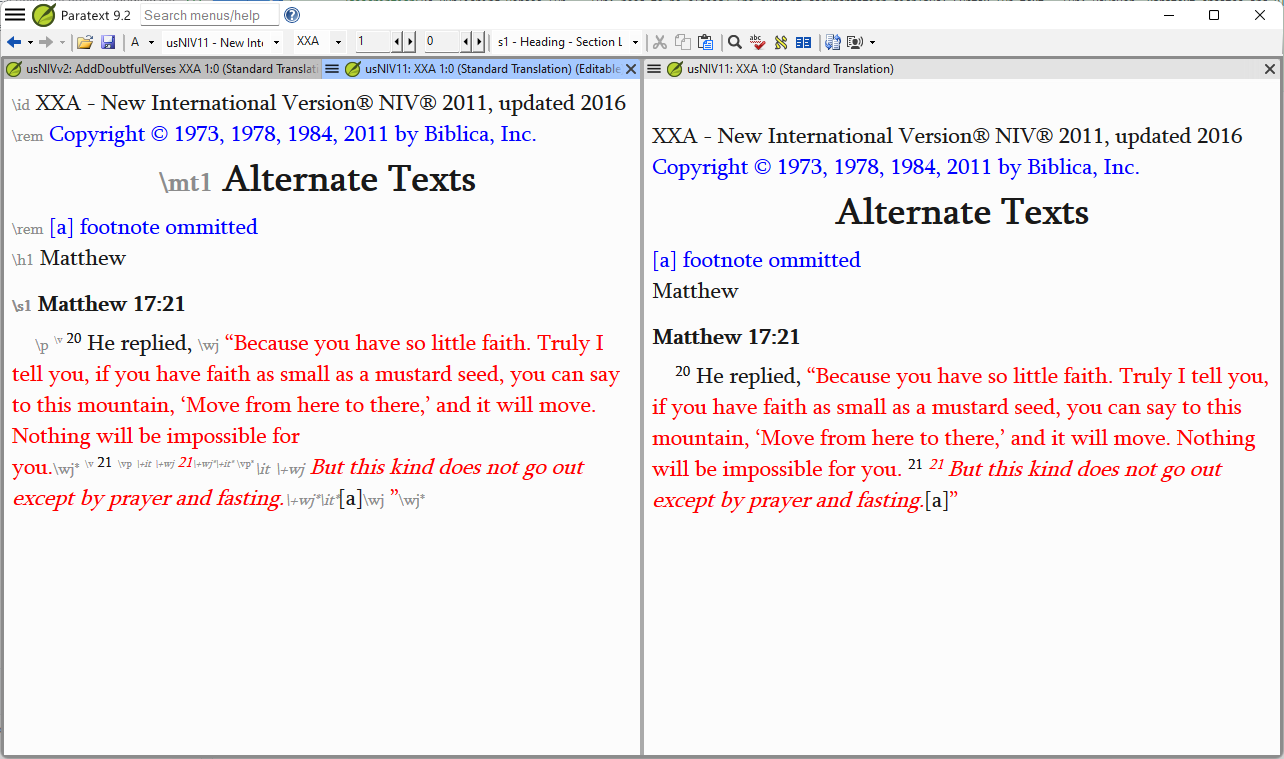 Paratext 9.2 Search menus/help
A usNIV11 - New Int XXA 1 0 s1 - Heading - Section L
usNIVv2: AddDoubtfulVerses XXA 1:0 (Standard Translati
usNIV11: XXA 1:0 (Standard Translation) (Editable
\id XXA - New International Version® NIV® 2011, updated 2016
\rem Copyright © 1973, 1978, 1984, 2011 by Biblica, Inc.
\mt1 Alternate Texts
\rem [a] footnote ommitted
\h1 Matthew
\s1 Matthew 17:21
\p \v 20 He replied, \wj “Because you have so little faith. Truly I
tell you, if you have faith as small as a mustard seed, you can say
to this mountain, ‘Move from here to there,’ and it will move.
Nothing will be impossible for
you.\wj* \v 21 \vp \+it \+wj 21\+wj*\+it*\vp*\it \+wj But this kind does not go out
except by prayer and fasting.\+wj*\it*[a]\wj ”\wj*
usNIV11: XXA 1:0 (Standard Translation)
XXA - New International Version® NIV® 2011, updated 2016
Copyright © 1973, 1978, 1984, 2011 by Biblica, Inc.
Alternate Texts
[a] footnote ommitted
Matthew
Matthew 17:21
20 He replied, “Because you have so little faith. Truly I tell you,
if you have faith as small as a mustard seed, you can say to this
mountain, ‘Move from here to there,’ and it will move. Nothing
will be impossible for you. 21 21 But this kind does not go out
except by prayer and fasting.[a]”